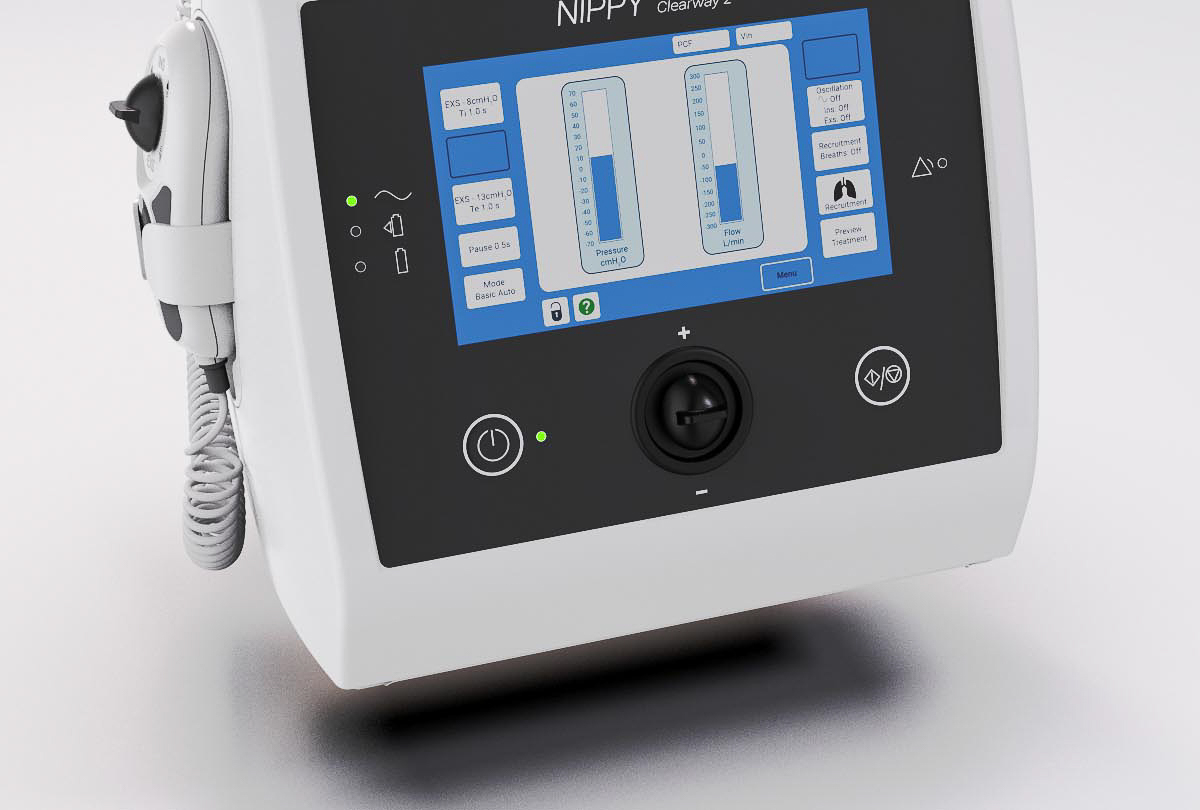 NIPPY Clearway 2
PCF
Vin
EXS - 8cmH2O
Ti 1.0 s
EXS - 13cmH2O
Te 1.0 s
Pause 0.5s
Mode
Basic Auto
70
60
50
40
30
20
10
0
-10
-20
-30
-40
-50
-60
-70
Pressure
cmH2O
300
250
200
150
100
50
0
-50
-100
-150
-200
-250
-300
Flow
L/min
Oscillation
Off
Ins. Off
Exs. Off
Recruitment
Breaths: Off
Recruitment
Preview
Treatment
Menu
?
+
-